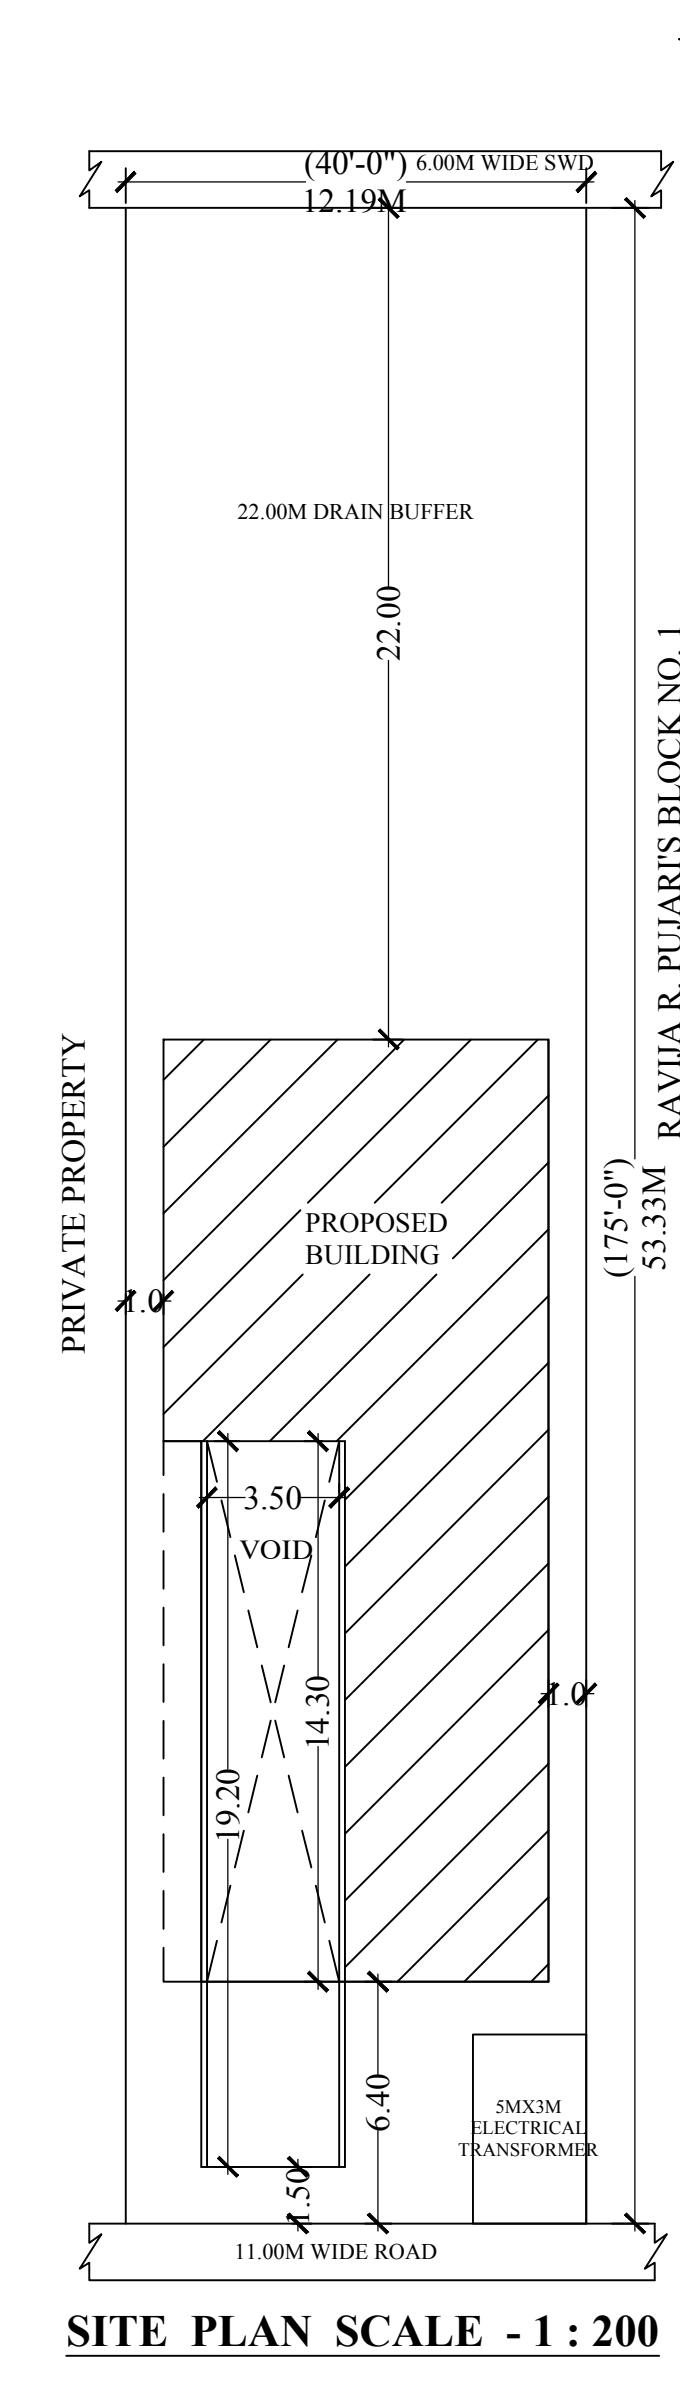 (40'-0") 6.00M WIDE SWD
12.19M
22.00M DRAIN BUFFER
22.00
RAVIJA R. PUJARI'S BLOCK NO. 1
PRIVATE PROPERTY
(175'-0")
53.33M
PROPOSED
BUILDING
1.0
3.50
VOID
14.30
1.0
19.20
6.40
5MX3M
ELECTRICAL
TRANSFORMER
1.50
11.00M WIDE ROAD
SITE PLAN SCALE - 1 : 200